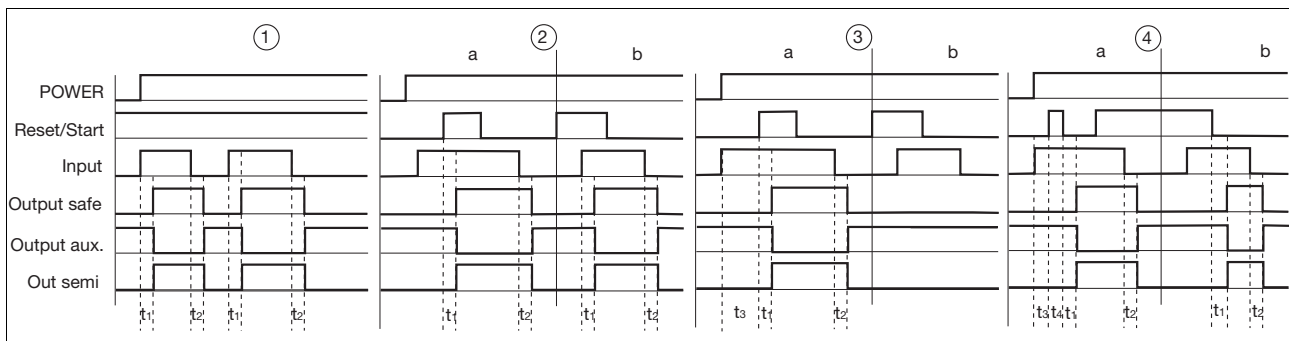 ① ② ③ ④
a b a b a b
POWER
Reset/Start
Input
Output safe
Output aux.
Out semi
t1 t2 t1 t2 t1 t2 t1 t2 t3 t1 t2 t3 t4 t1 t2 t1 t2